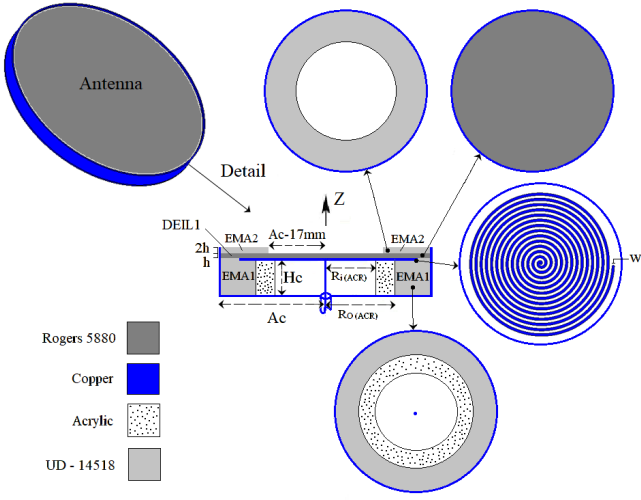 Antenna
Detail
Z
DEIL1
EMA2
Ac-17mm
EMA2
2h
h
EMA1
Hc
Ri(ACR)
EMA1
W
Ac
RO(ACR)
Rogers 5880
Copper
Acrylic
UD - 14518